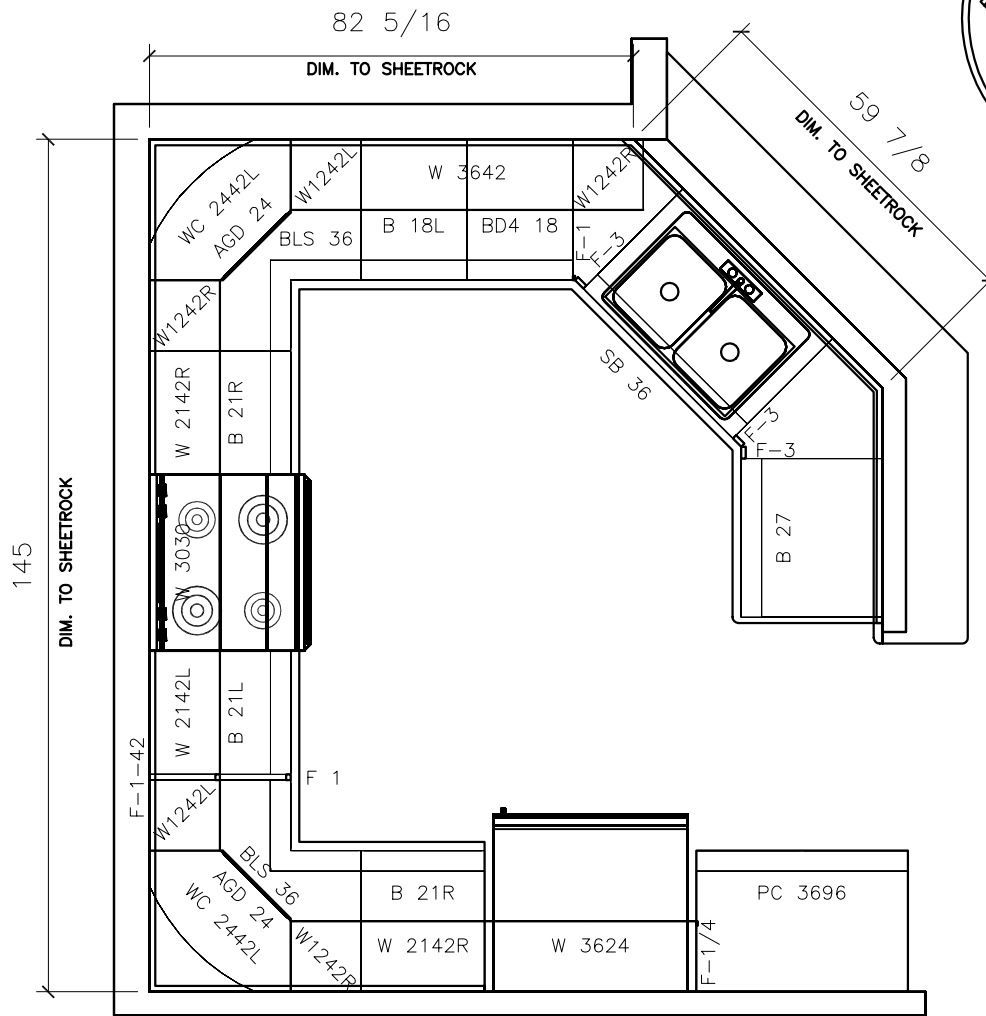 82 5/16
DIM. TO SHEETROCK
59 7/8
DIM. TO SHEETROCK
WC 2442L
AGD 24
W1242L
W 3642
W1242R
BLS 36
B 18L
BD4 18
F-1
F-3
W1242R
SB 36
W 2142R
B 21R
F-3
F-3
W 3030
B 27
145
DIM. TO SHEETROCK
W 2142L
B 21L
F-1-42
F 1
W1242L
BLS 36
AGD 24
WC 2442L
W1242R
B 21R
W 2142R
W 3624
F-1/4
PC 3696